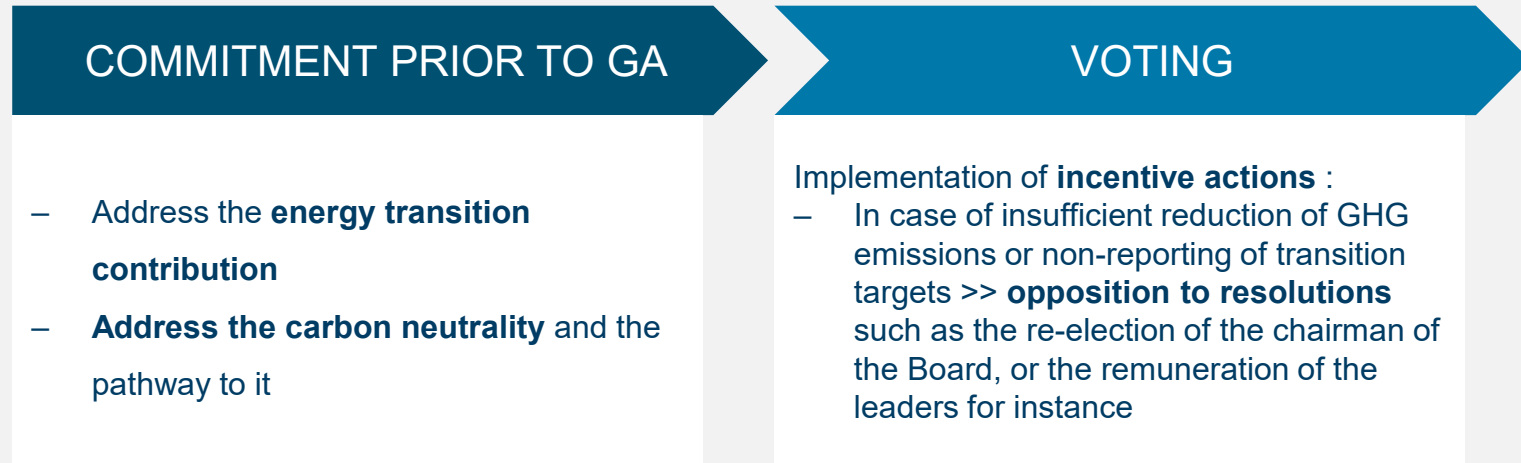 COMMITMENT PRIOR TO GA
– Address the energy transition
contribution
– Address the carbon neutrality and the
pathway to it
VOTING
Implementation of incentive actions :
– In case of insufficient reduction of GHG
emissions or non-reporting of transition
targets >> opposition to resolutions
such as the re-election of the chairman of
the Board, or the remuneration of the
leaders for instance